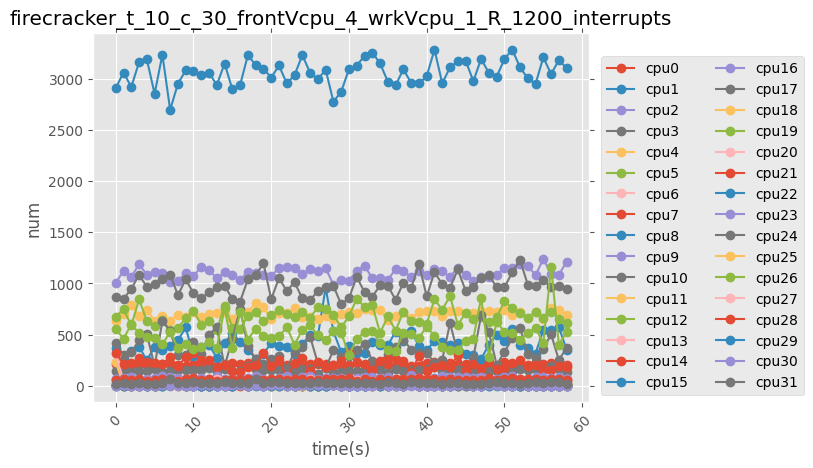 firecracker_t_10_c_30_frontVcpu_4_wrkVcpu_1_R_1200_interrupts
num
3000
2500
2000
1500
1000
500
0
0
10
20
30
40
50
60
time(s)
cpu0
cpu1
cpu2
cpu3
cpu4
cpu5
cpu6
cpu7
cpu8
cpu9
cpu10
cpu11
cpu12
cpu13
cpu14
cpu15
cpu16
cpu17
cpu18
cpu19
cpu20
cpu21
cpu22
cpu23
cpu24
cpu25
cpu26
cpu27
cpu28
cpu29
cpu30
cpu31